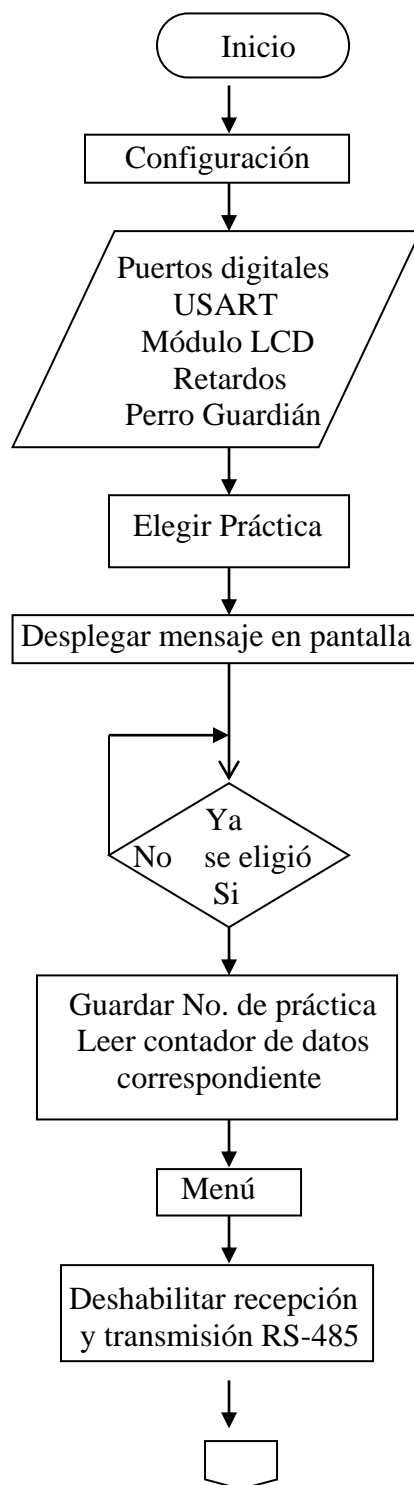 Inicio
Configuración
Puertos digitales
USART
Módulo LCD
Retardos
Perro Guardián
Elegir Práctica
Desplegar mensaje en pantalla
Ya
No se eligió
Si
Guardar No. de práctica
Leer contador de datos
correspondiente
Menú
Deshabilitar recepción
y transmisión RS-485